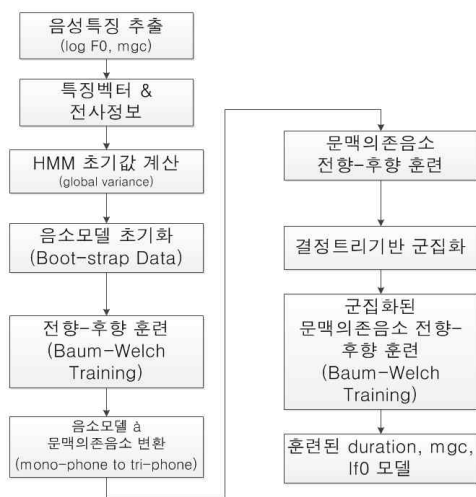 음성특징 추출
(log F0, mgc)
특징벡터 &
전사정보
HMM 초기값 계산
(global variance)
음소모델 초기화
(Boot-strap Data)
전향-후향 훈련
(Baum-Welch
Training)
음소모델 à
문맥의존음소 변환
(mono-phone to tri-phone)
문맥의존음소
전향-후향 훈련
결정트리기반 군집화
군집화된
문맥의존음소 전향-
후향 훈련
(Baum-Welch
Training)
훈련된 duration, mgc,
lf0 모델